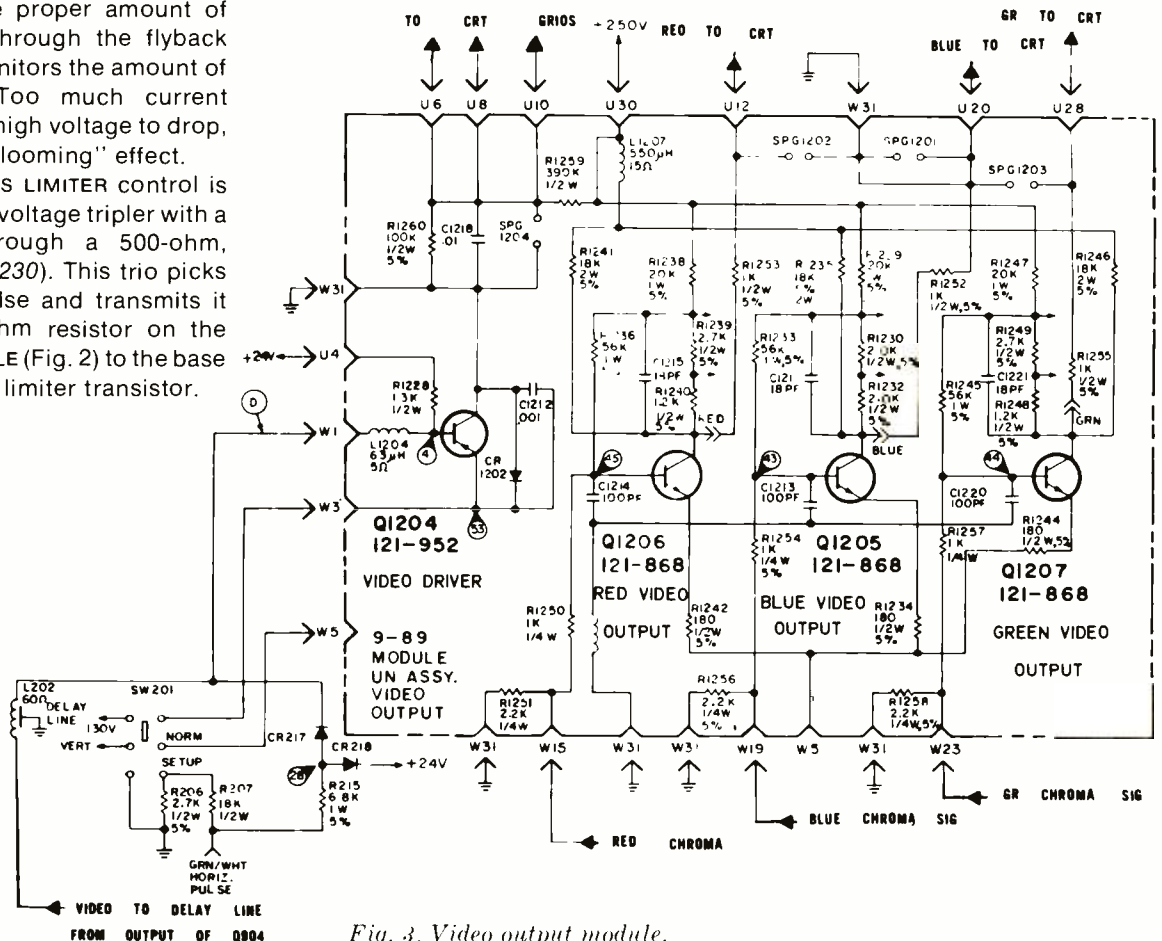 e proper amount of
hrough the flyback
nitors the amount of
Too much current
high voltage to drop,
looming" effect.
S LIMITER control is
voltage tripler with a
rough a 500-ohm,
230). This trio picks
lse and transmits it
hm resistor on the
LE (Fig. 2) to the base
limiter transistor.
TO CRT GRIOS
+250V
REO TO CRT
BLUE TO CRT
GR TO CRT
U6
U8
U10
U30
U12
W31
U20
U28
L1207
550µH
15Ω
SPG1202
SPG1201
SPG1203
R1259
390K
1/2W
R1260
100K
1/2W
5%
C1218
.01
SPG
1204
R1241
18K
2W
5%
R1238
20K
1W
5%
R1253
1K
1/2W
5%
18K
2W
20K
5%
R1252
1K
1/2W,5%
R1247
20K
1W
5%
R1246
18K
2W
5%
W31
U4
+24V
W1
D
W3
W5
R1228
1.3K
1/2W
L1204
63µH
5Ω
4
C1212
.001
CR
1202
53
Q1204
121-952
VIDEO DRIVER
56K
5%
R1239
2.7K
1/2W
5%
18PF
R1240
1.2K
1/2W
5%
RED
R1233
56K
1W,5%
18PF
R1230
1/2W,5%
R1232
1/2W
5%
BLUE
R1245
56K
1W
5%
R1249
2.7K
1/2W
5%
C1221
18PF
R1248
1.2K
1/2W
5%
R1255
1K
1/2W
5%
GRN
45
C1214
100PF
43
C1213
100PF
44
C1220
100PF
Q1206
121-868
RED VIDEO
OUTPUT
Q1205
121-868
BLUE VIDEO
OUTPUT
Q1207
121-868
GREEN VIDEO
OUTPUT
R1254
1K
1/4W
5%
R1257
1K
1/4W
R1244
180
1/2W,5%
R1250
1K
1/4W
R1242
180
1/2W
5%
R1234
180
1/2W
5%
9-89
MODULE
UN ASSY.
VIDEO
OUTPUT
R1251
2.2K
1/4W
R1256
2.2K
1/4W
5%
R1258
2.2K
1/4W,5%
W31
W15
W31
W31
W19
W5
W31
W23
L202
60Ω
DELAY
LINE
SW201
130V
VERT
NORM
SETUP
CR217
CR218
+24V
28
R206
2.7K
1/2W
5%
R207
18K
1/2W
R215
6.8K
1W
5%
GRN/WHT
HORIZ.
PULSE
RED CHROMA
BLUE CHROMA SIG
GR CHROMA SIG
VIDEO TO DELAY LINE
FROM OUTPUT OF Q804
Fig. 3. Video output module.